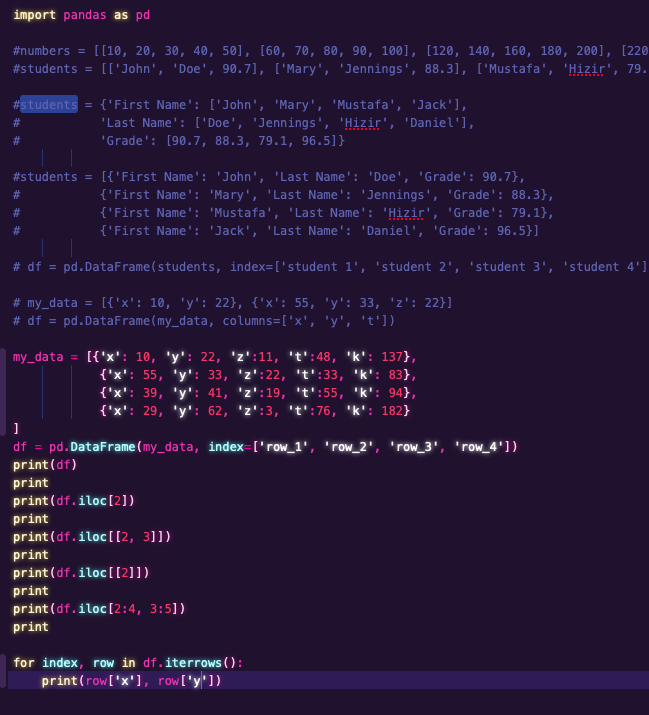 import pandas as pd
#numbers = [[10, 20, 30, 40, 50], [60, 70, 80, 90, 100], [120, 140, 160, 180, 200], [220
#students = [['John', 'Doe', 90.7], ['Mary', 'Jennings', 88.3], ['Mustafa', 'Hizir', 79.
#students = {'First Name': ['John', 'Mary', 'Mustafa', 'Jack'],
#           'Last Name': ['Doe', 'Jennings', 'Hizir', 'Daniel'],
#           'Grade': [90.7, 88.3, 79.1, 96.5]}
#students = [{'First Name': 'John', 'Last Name': 'Doe', 'Grade': 90.7},
#           {'First Name': 'Mary', 'Last Name': 'Jennings', 'Grade': 88.3},
#           {'First Name': 'Mustafa', 'Last Name': 'Hizir', 'Grade': 79.1},
#           {'First Name': 'Jack', 'Last Name': 'Daniel', 'Grade': 96.5}]
# df = pd.DataFrame(students, index=['student 1', 'student 2', 'student 3', 'student 4']
# my_data = [{'x': 10, 'y': 22}, {'x': 55, 'y': 33, 'z': 22}]
# df = pd.DataFrame(my_data, columns=['x', 'y', 't'])
my_data = [{'x': 10, 'y': 22, 'z':11, 't':48, 'k': 137},
            {'x': 55, 'y': 33, 'z':22, 't':33, 'k': 83},
            {'x': 39, 'y': 41, 'z':19, 't':55, 'k': 94},
            {'x': 29, 'y': 62, 'z':3, 't':76, 'k': 182}
]
df = pd.DataFrame(my_data, index=['row_1', 'row_2', 'row_3', 'row_4'])
print(df)
print
print(df.iloc[2])
print
print(df.iloc[[2, 3]])
print
print(df.iloc[[2]])
print
print(df.iloc[2:4, 3:5])
print
for index, row in df.iterrows():
    print(row['x'], row['y'])